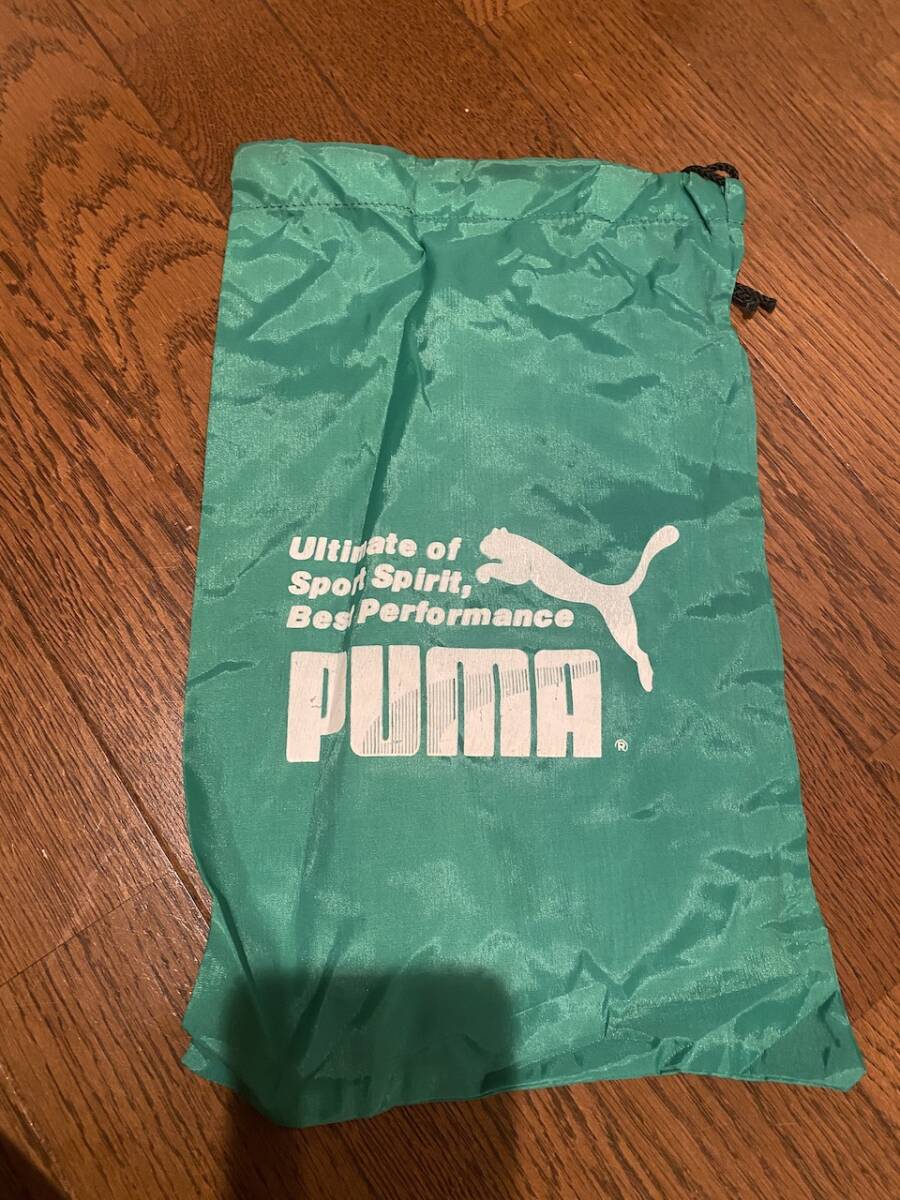 Ultimate of
Sport Spirit,
Best Performance
PUMA®